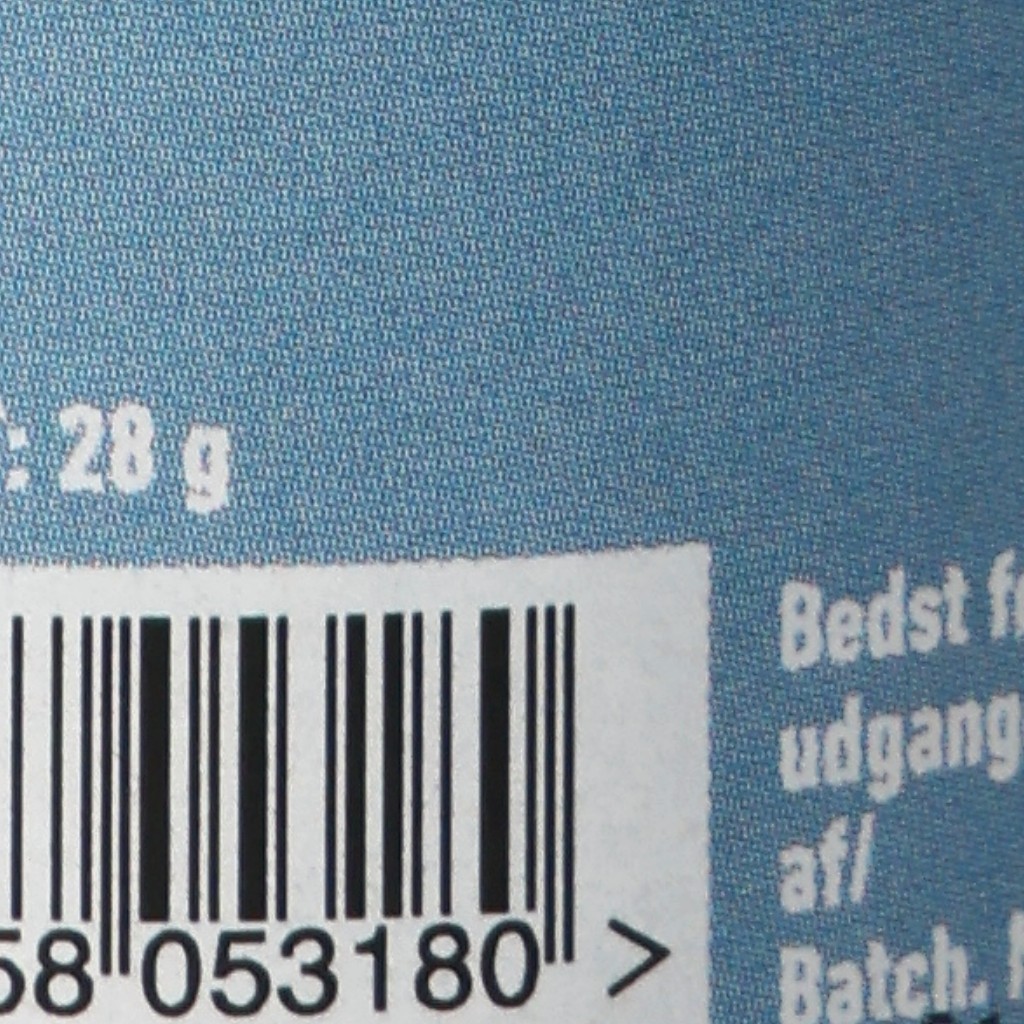 : 28 g
58 053180 >
Bedst
udgang
af/
Batch.